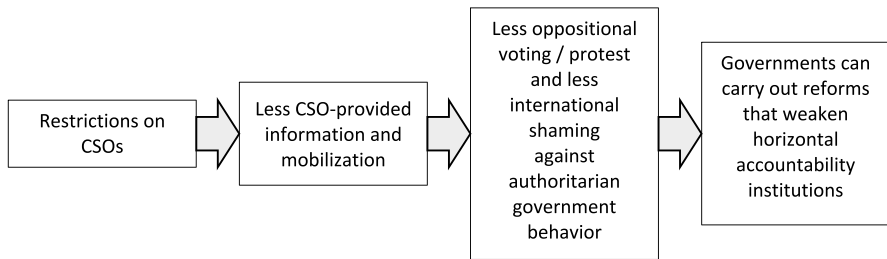 Restrictions on
CSOs
Less CSO-provided
information and
mobilization
Less oppositional
voting / protest
and less
international
shaming
against
authoritarian
government
behavior
Governments can
carry out reforms
that weaken
horizontal
accountability
institutions